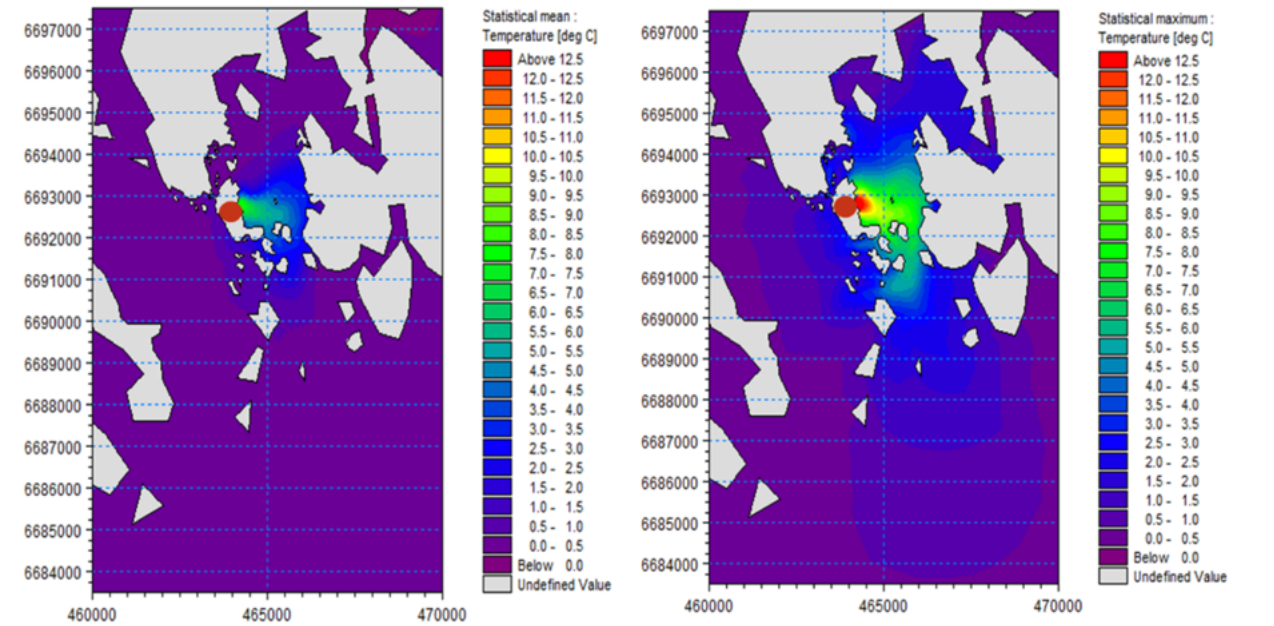 Statistical mean :
Temperature [deg C]
Above 12.5
12.0 - 12.5
11.5 - 12.0
11.0 - 11.5
10.5 - 11.0
10.0 - 10.5
9.5 - 10.0
9.0 - 9.5
8.5 - 9.0
8.0 - 8.5
7.5 - 8.0
7.0 - 7.5
6.5 - 7.0
6.0 - 6.5
5.5 - 6.0
5.0 - 5.5
4.5 - 5.0
4.0 - 4.5
3.5 - 4.0
3.0 - 3.5
2.5 - 3.0
2.0 - 2.5
1.5 - 2.0
1.0 - 1.5
0.5 - 1.0
0.0 - 0.5
Below 0.0
Undefined Value
6697000
6696000
6695000
6694000
6693000
6692000
6691000
6690000
6689000
6688000
6687000
6686000
6685000
6684000
460000 465000 470000
Statistical maximum :
Temperature [deg C]
Above 12.5
12.0 - 12.5
11.5 - 12.0
11.0 - 11.5
10.5 - 11.0
10.0 - 10.5
9.5 - 10.0
9.0 - 9.5
8.5 - 9.0
8.0 - 8.5
7.5 - 8.0
7.0 - 7.5
6.5 - 7.0
6.0 - 6.5
5.5 - 6.0
5.0 - 5.5
4.5 - 5.0
4.0 - 4.5
3.5 - 4.0
3.0 - 3.5
2.5 - 3.0
2.0 - 2.5
1.5 - 2.0
1.0 - 1.5
0.5 - 1.0
0.0 - 0.5
Below 0.0
Undefined Value
6697000
6696000
6695000
6694000
6693000
6692000
6691000
6690000
6689000
6688000
6687000
6686000
6685000
6684000
460000 465000 470000